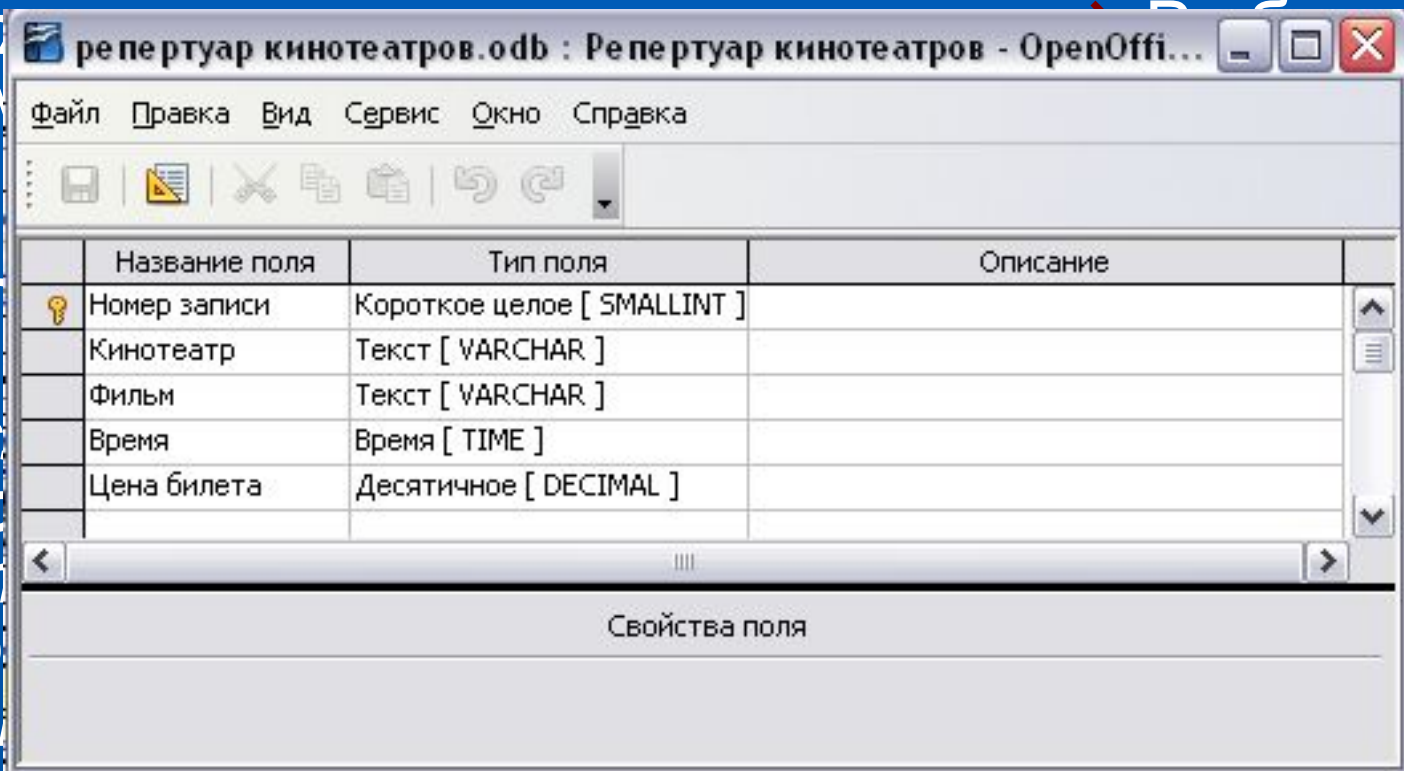 репертуар кинотеатров.odb : Репертуар кинотеатров - OpenOffi...
Файл Правка Вид Сервис Окно Справка
Название поля Тип поля Описание
Номер записи Короткое целое [ SMALLINT ]
Кинотеатр Текст [ VARCHAR ]
Фильм Текст [ VARCHAR ]
Время Время [ TIME ]
Цена билета Десятичное [ DECIMAL ]
Свойства поля